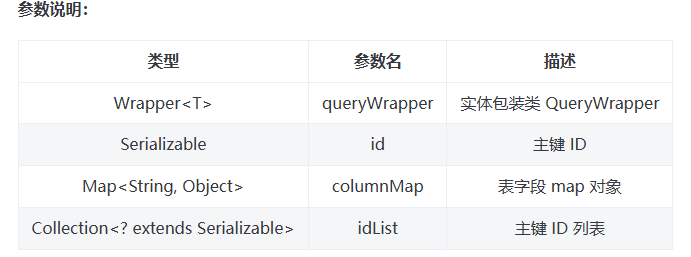 参数说明：
类型 参数名 描述
Wrapper<T> queryWrapper 实体包装类 QueryWrapper
Serializable id 主键 ID
Map<String, Object> columnMap 表字段 map 对象
Collection<? extends Serializable> idList 主键 ID 列表